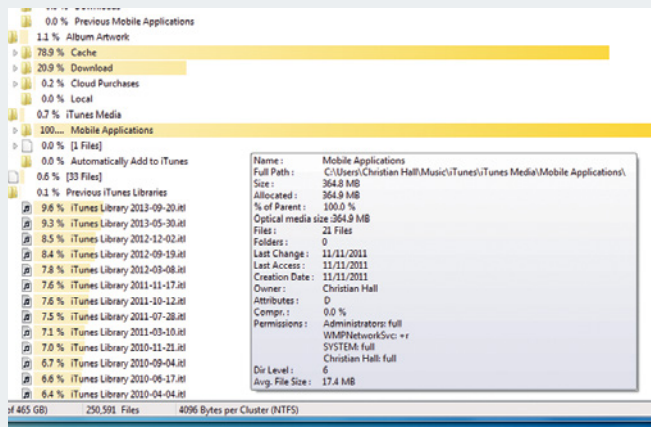 0.0 % Previous Mobile Applications
1.1 % Album Artwork
78.9 % Cache
20.9 % Download
0.2 % Cloud Purchases
0.0 % Local
0.7 % iTunes Media
100.... Mobile Applications
0.0 % [1 Files]
0.0 % Automatically Add to iTunes
0.6 % [33 Files]
0.1 % Previous iTunes Libraries
9.6 % iTunes Library 2013-09-20.itl
9.3 % iTunes Library 2013-05-30.itl
8.5 % iTunes Library 2012-12-02.itl
8.4 % iTunes Library 2012-09-19.itl
7.8 % iTunes Library 2012-03-08.itl
7.6 % iTunes Library 2011-11-17.itl
7.6 % iTunes Library 2011-10-12.itl
7.5 % iTunes Library 2011-07-28.itl
7.1 % iTunes Library 2011-03-10.itl
7.0 % iTunes Library 2010-11-21.itl
6.7 % iTunes Library 2010-09-04.itl
6.6 % iTunes Library 2010-06-17.itl
6.4 % iTunes Library 2010-04-04.itl
Name : Mobile Applications
Full Path : C:\Users\Christian Hall\Music\iTunes\iTunes Media\Mobile Applications\
Size : 364.8 MB
Allocated : 364.9 MB
% of Parent : 100.0 %
Optical media size :364.9 MB
Files : 21 Files
Folders : 0
Last Change : 11/11/2011
Last Access : 11/11/2011
Creation Date : 11/11/2011
Owner : Christian Hall
Attributes : D
Compr. : 0.0 %
Permissions : Administrators: full
WMPNetworkSvc: +r
SYSTEM: full
Christian Hall: full
Dir Level : 6
Avg. File Size : 17.4 MB
of 465 GB) 250,591 Files 4096 Bytes per Cluster (NTFS)